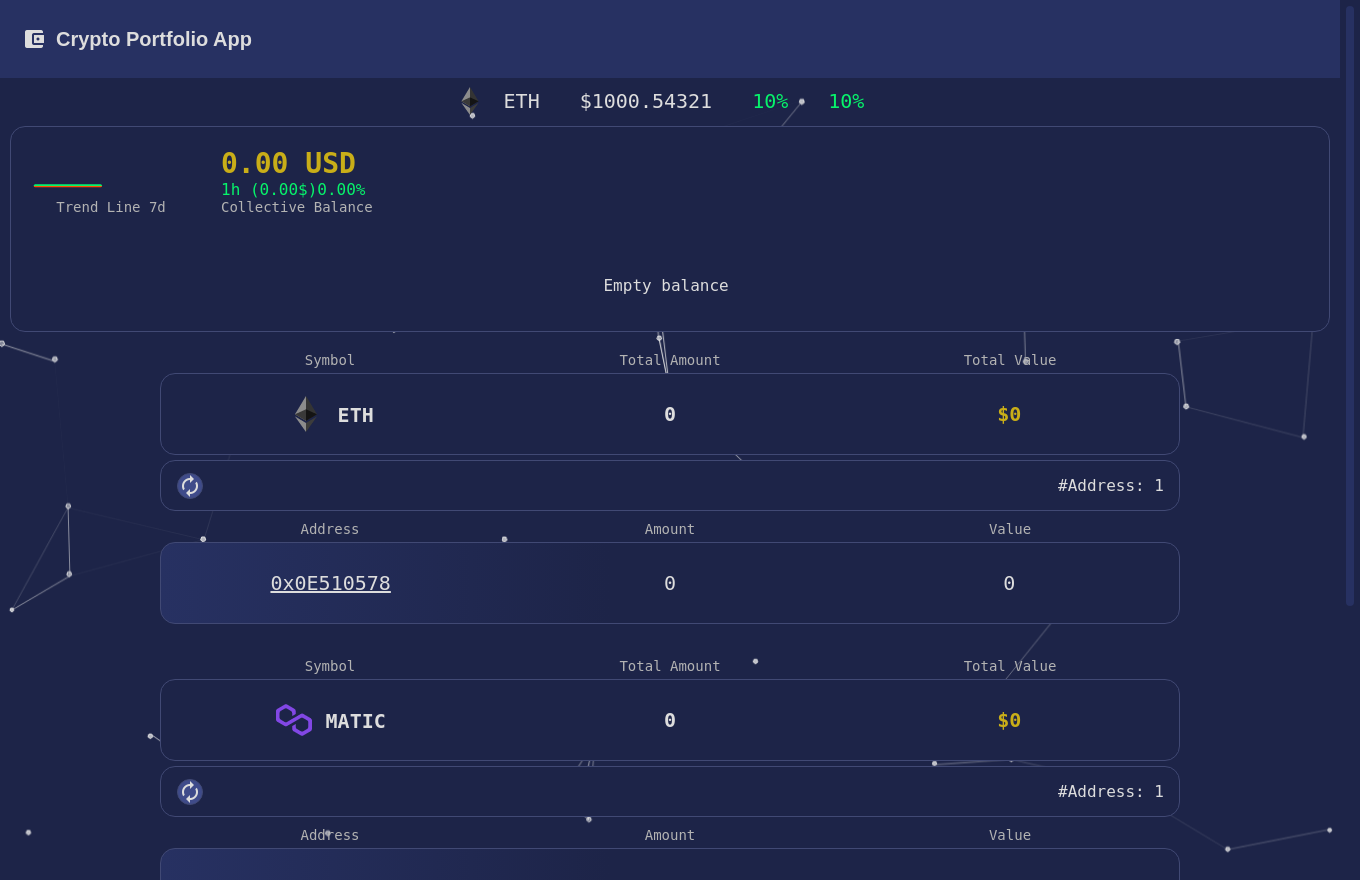 Crypto Portfolio App
ETH $1000.54321 10% 10%
0.00 USD
1h (0.00$)0.00%
Trend Line 7d Collective Balance
Empty balance
Symbol Total Amount Total Value
ETH 0 $0
#Address: 1
Address Amount Value
0x0E510578 0 0
Symbol Total Amount Total Value
MATIC 0 $0
#Address: 1
Address Amount Value